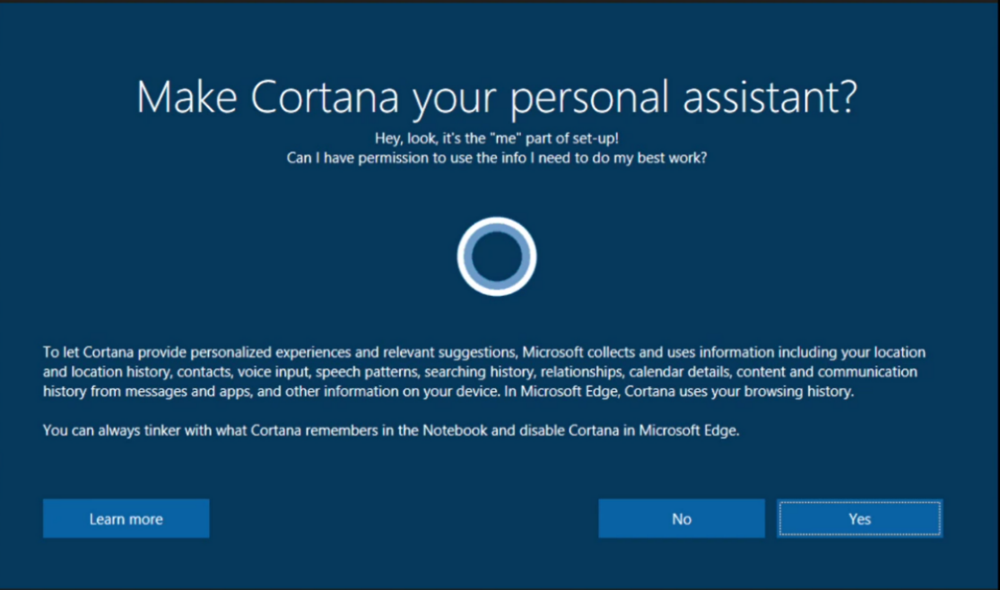 Make Cortana your personal assistant?
Hey, look, it's the "me" part of set-up!
Can I have permission to use the info I need to do my best work?
To let Cortana provide personalized experiences and relevant suggestions, Microsoft collects and uses information including your location
and location history, contacts, voice input, speech patterns, searching history, relationships, calendar details, content and communication
history from messages and apps, and other information on your device. In Microsoft Edge, Cortana uses your browsing history.
You can always tinker with what Cortana remembers in the Notebook and disable Cortana in Microsoft Edge.
Learn more
No
Yes